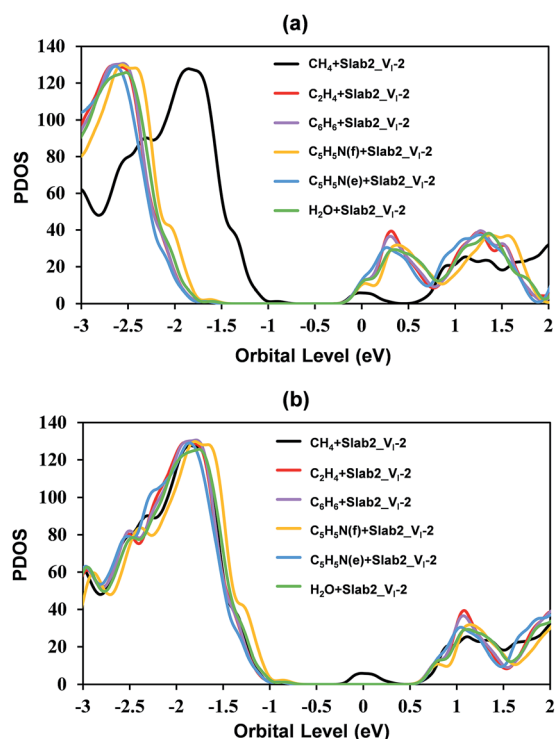 (a)
140
120
100
80
60
40
20
0
PDOS
CH₄+Slab2_Vᵢ-2
C₂H₄+Slab2_Vᵢ-2
C₆H₆+Slab2_Vᵢ-2
C₅H₅N(f)+Slab2_Vᵢ-2
C₅H₅N(e)+Slab2_Vᵢ-2
H₂O+Slab2_Vᵢ-2
-3 -2.5 -2 -1.5 -1 -0.5 0 0.5 1 1.5 2
Orbital Level (eV)
(b)
140
120
100
80
60
40
20
0
PDOS
CH₄+Slab2_Vᵢ-2
C₂H₄+Slab2_Vᵢ-2
C₆H₆+Slab2_Vᵢ-2
C₅H₅N(f)+Slab2_Vᵢ-2
C₅H₅N(e)+Slab2_Vᵢ-2
H₂O+Slab2_Vᵢ-2
-3 -2.5 -2 -1.5 -1 -0.5 0 0.5 1 1.5 2
Orbital Level (eV)